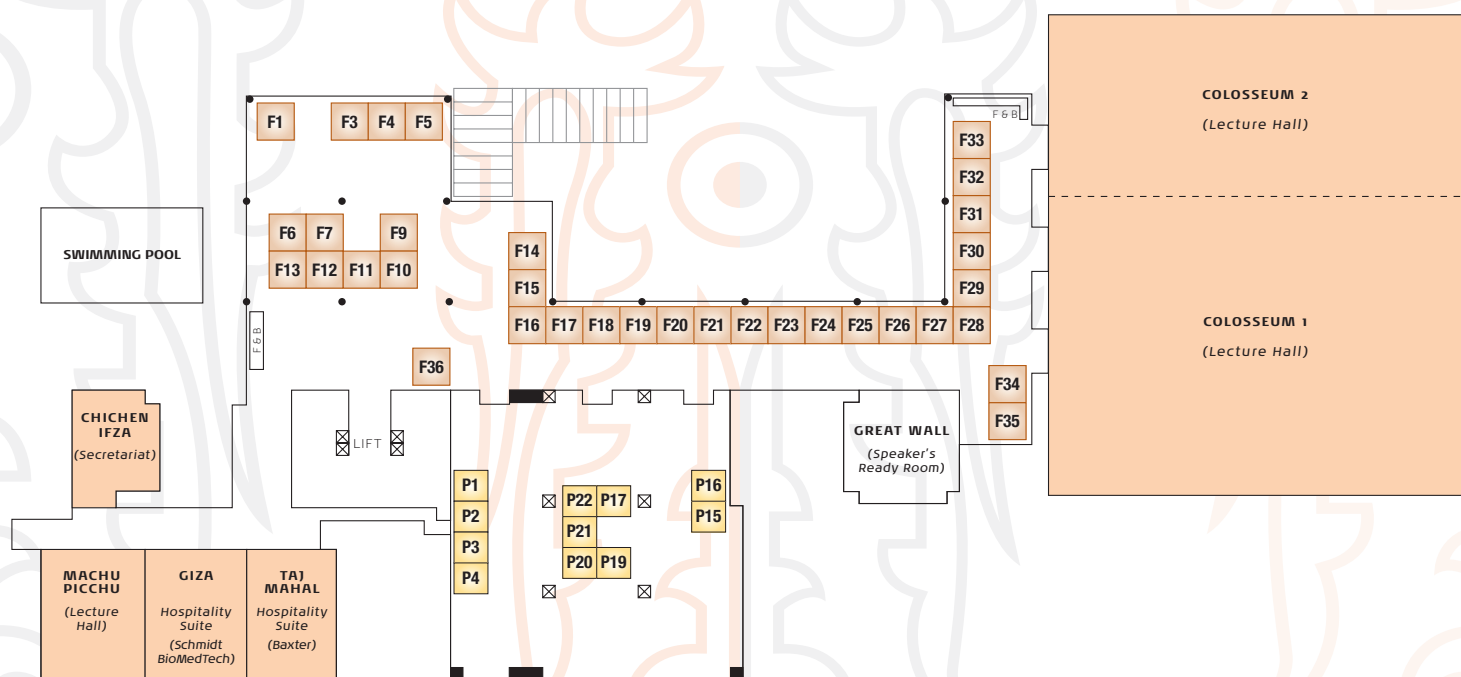 COLOSSEUM 2
(Lecture Hall)
F & B
F1
F3
F4
F5
F33
F32
F31
F30
F29
F6
F7
F9
F13
F12
F11
F10
SWIMMING POOL
F14
F15
F16
F17
F18
F19
F20
F21
F22
F23
F24
F25
F26
F27
F28
COLOSSEUM 1
(Lecture Hall)
F & B
F36
F34
F35
CHICHEN
IFZA
(Secretariat)
LIFT
GREAT WALL
(Speaker's
Ready Room)
P1
P2
P3
P4
P22
P17
P21
P20
P19
P16
P15
MACHU
PICCHU
(Lecture
Hall)
GIZA
Hospitality
Suite
(Schmidt
BioMedTech)
TAJ
MAHAL
Hospitality
Suite
(Baxter)